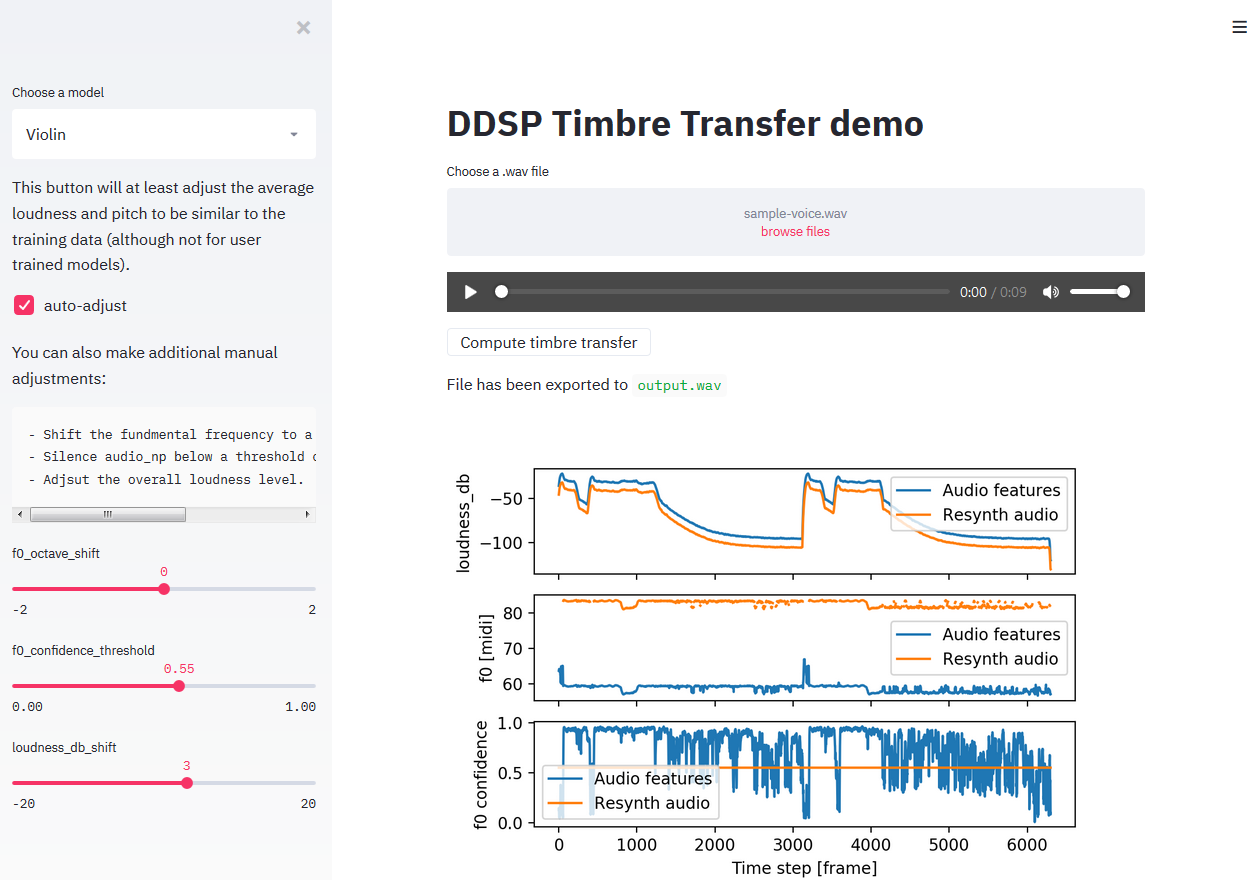 ×
Choose a model
Violin
This button will at least adjust the average
loudness and pitch to be similar to the
training data (although not for user
trained models).
auto-adjust
You can also make additional manual
adjustments:
- Shift the fundmental frequency to a
- Silence audio_np below a threshold
- Adjsut the overall loudness level.
f0_octave_shift
0
-2 2
f0_confidence_threshold
0.55
0.00 1.00
loudness_db_shift
3
-20 20
DDSP Timbre Transfer demo
Choose a .wav file
sample-voice.wav
browse files
0:00 / 0:09
Compute timbre transfer
File has been exported to output.wav
loudness_db
−50
−100
Audio features
Resynth audio
f0 [midi]
80
70
60
Audio features
Resynth audio
f0 confidence
1.0
0.5
0.0
Audio features
Resynth audio
0 1000 2000 3000 4000 5000 6000
Time step [frame]